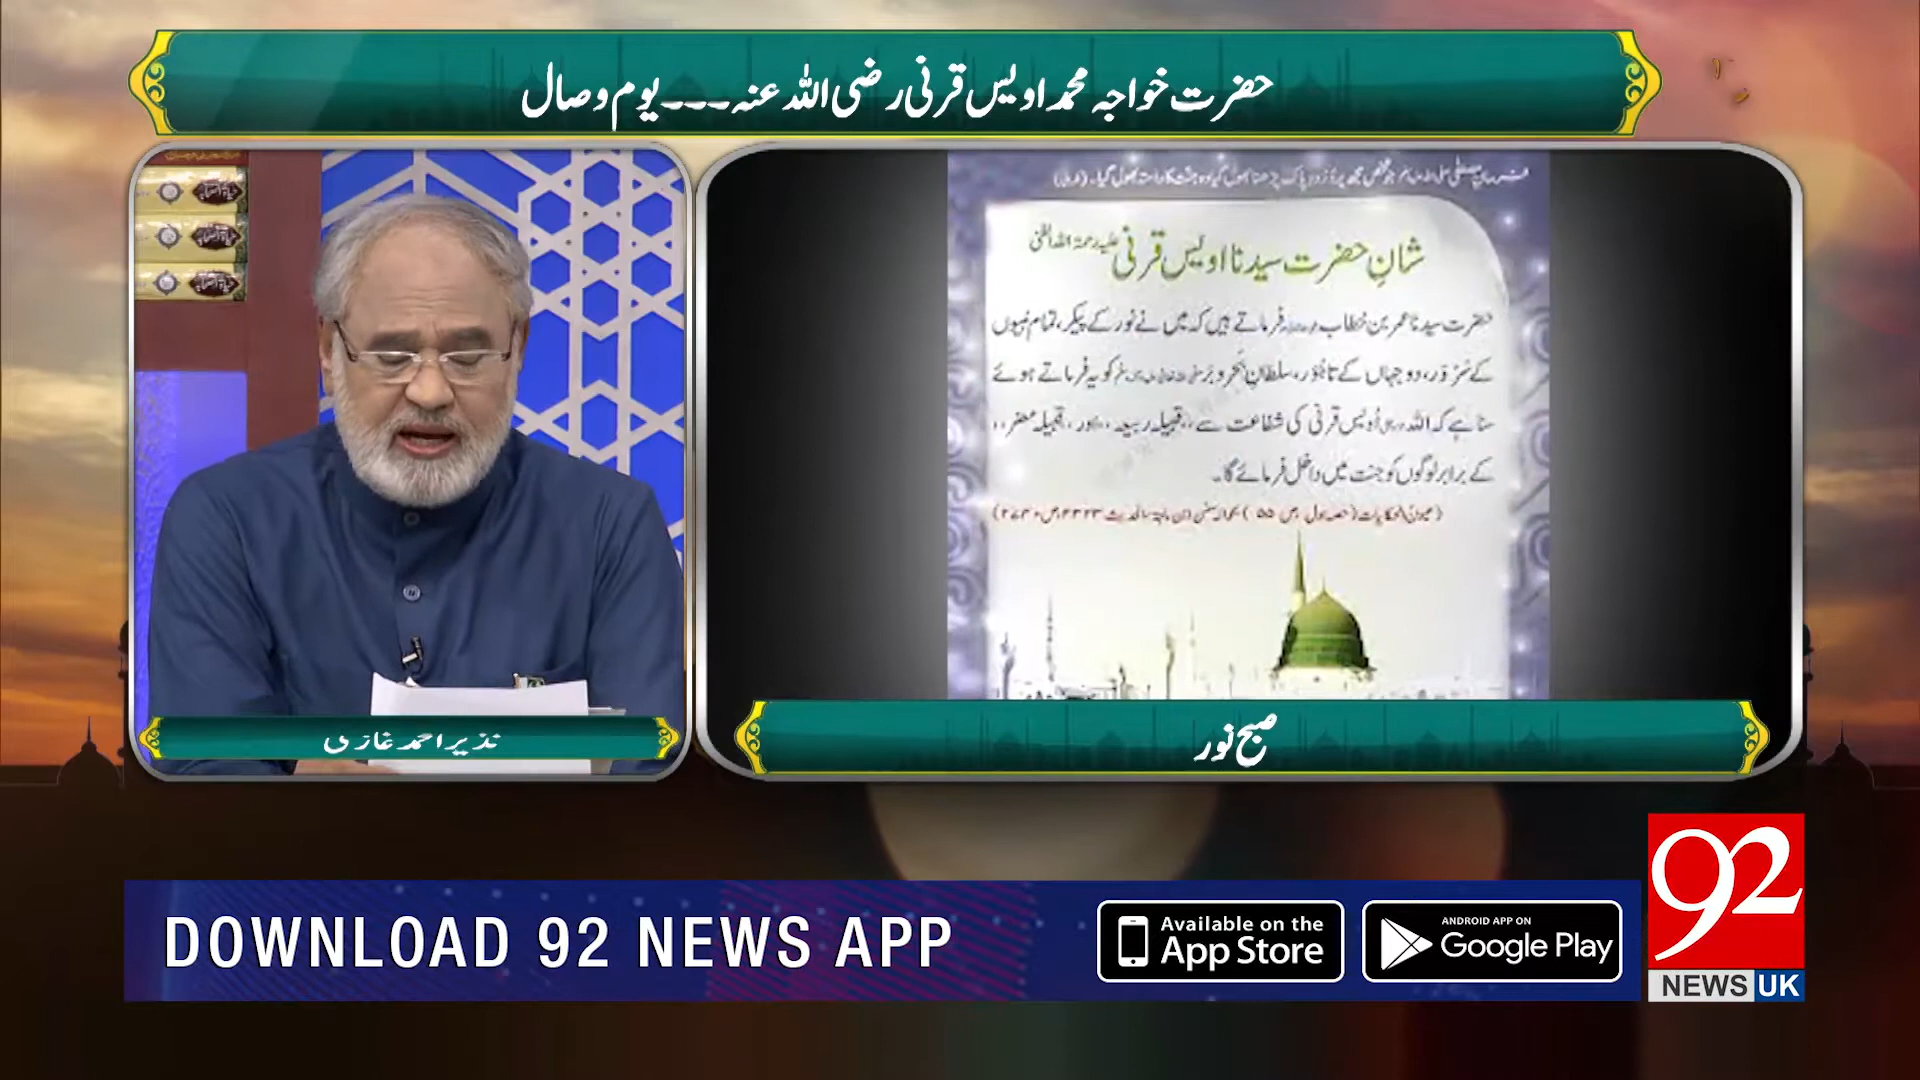 حضرت خواجہ محمد اویس قرنی رضی اللہ عنہ ۔۔۔ یوم وصال
شانِ حضرت سیدنا اویس قرنی علیہ رحمۃ اللہ الغنی
حضرت سیدنا عمر بن خطاب فرماتے ہیں کہ میں نے نور کے پیکر، تمام نبیوں
کے سرور، دو جہاں کے تاجور، سلطانِ بحر و بر کو یہ فرماتے ہوئے
سنا ہے کہ اللہ اویس قرنی کی شفاعت سے ،،قبیلہ ربیعہ،، اور ،،قبیلہ مضر،،
کے برابر لوگوں کو جنت میں داخل فرمائے گا۔
نذیر احمد غازی
صبح نور
DOWNLOAD 92 NEWS APP
Available on the
App Store
ANDROID APP ON
Google Play
92
NEWS UK